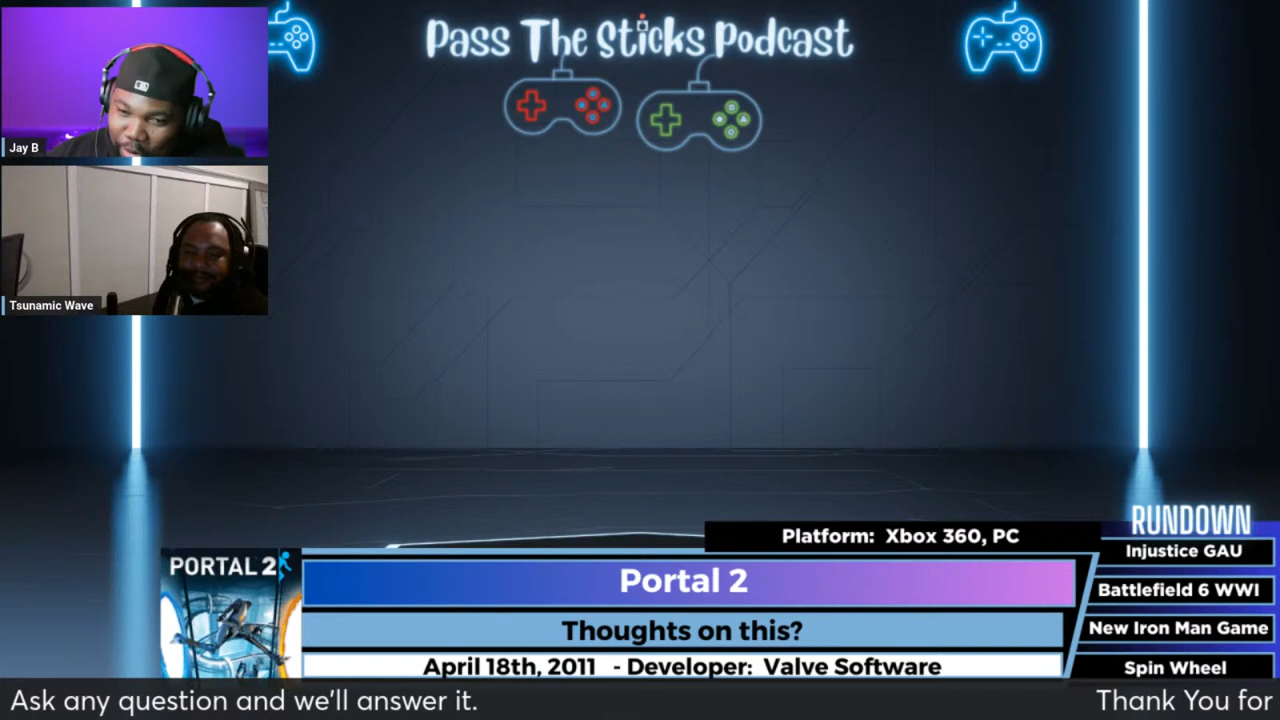 Pass The Sticks Podcast
Jay B
Tsunamic Wave
RUNDOWN
Platform: Xbox 360, PC
Injustice GAU
PORTAL 2
Portal 2
Battlefield 6 WWI
Thoughts on this?
New Iron Man Game
April 18th, 2011 - Developer: Valve Software
Spin Wheel
Ask any question and we'll answer it.
Thank You for